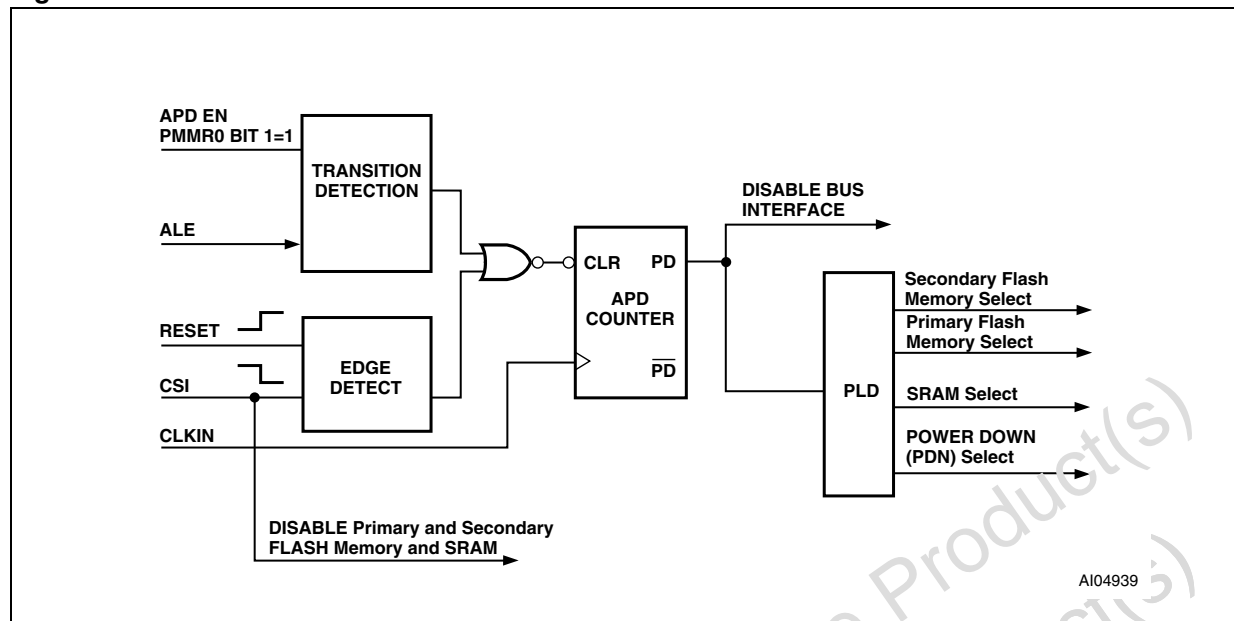 APD EN
PMMR0 BIT 1=1
TRANSITION
DETECTION
ALE
RESET
CSI
CLKIN
EDGE
DETECT
DISABLE Primary and Secondary
FLASH Memory and SRAM
CLR
PD
APD
COUNTER
PD
DISABLE BUS
INTERFACE
PLD
Secondary Flash
Memory Select
Primary Flash
Memory Select
SRAM Select
POWER DOWN
(PDN) Select
Product(s)
AI04939